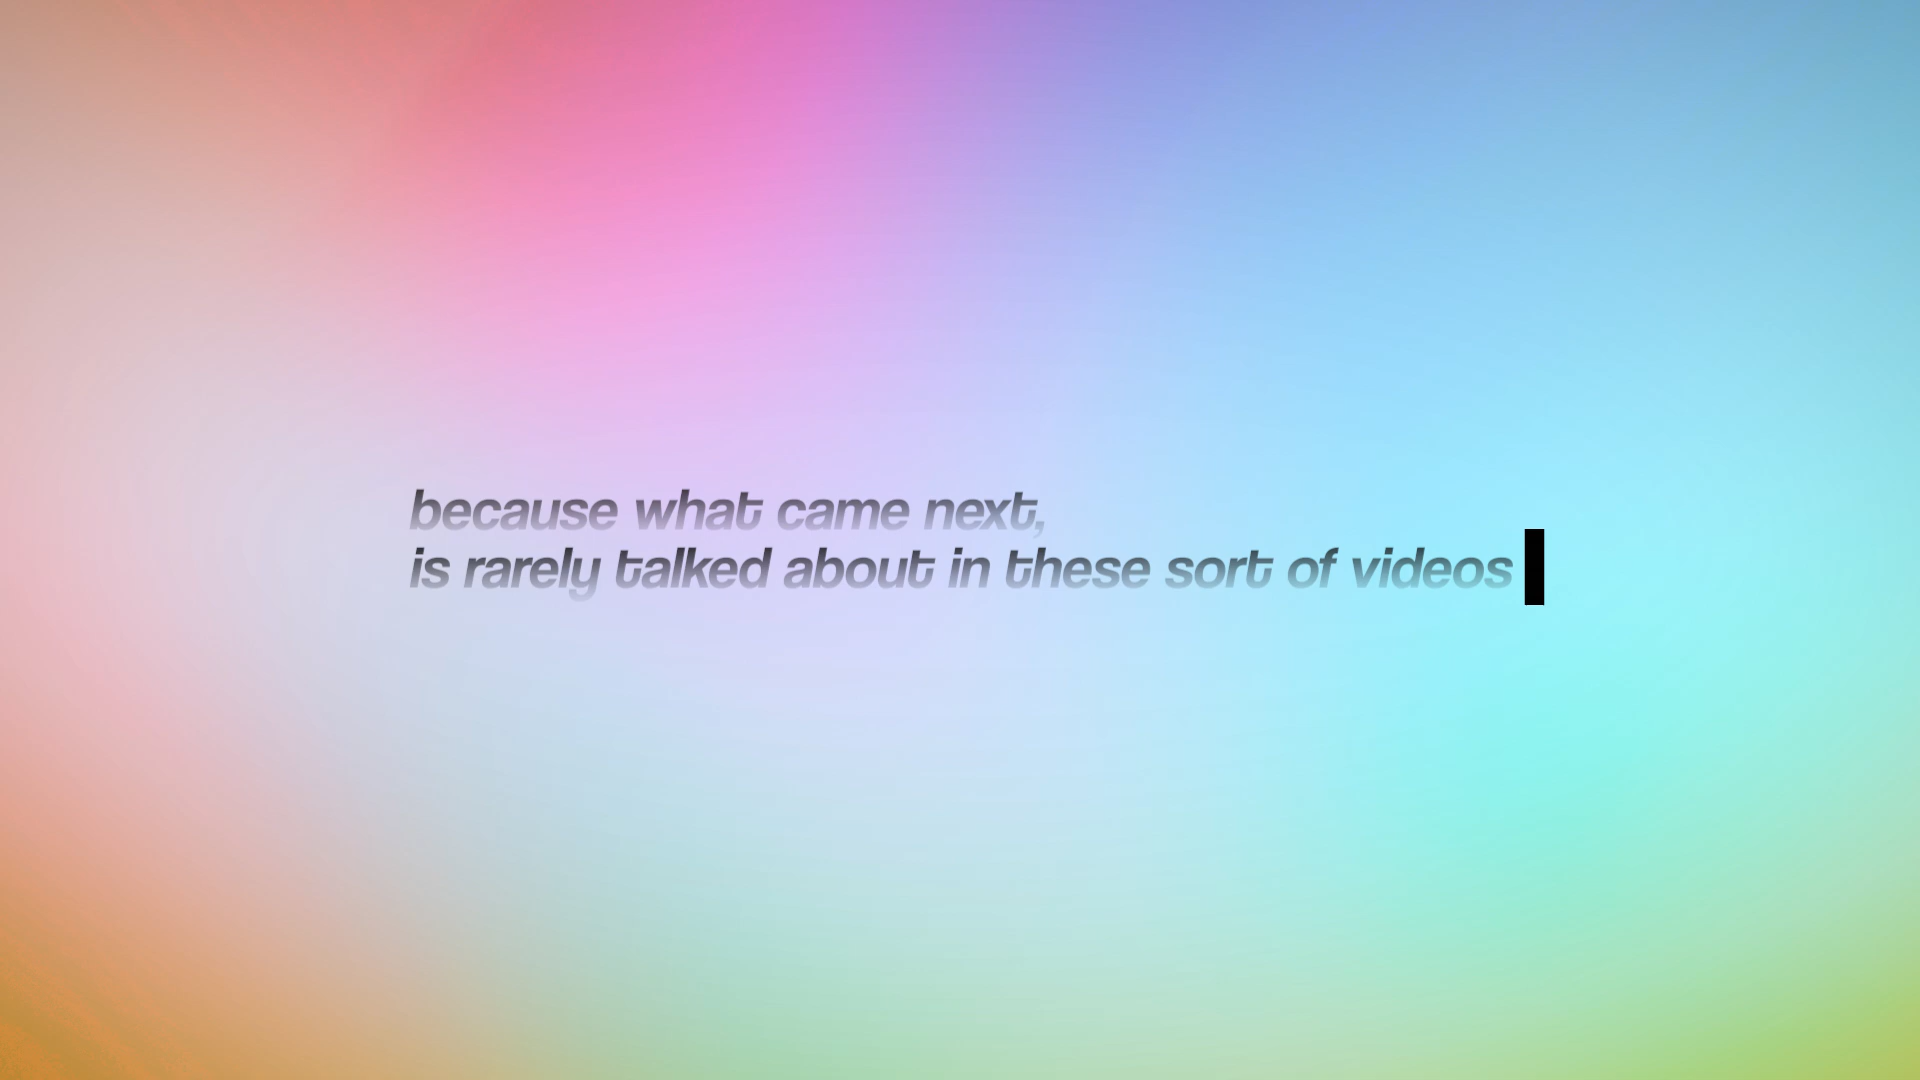 because what came next,
is rarely talked about in these sort of videos